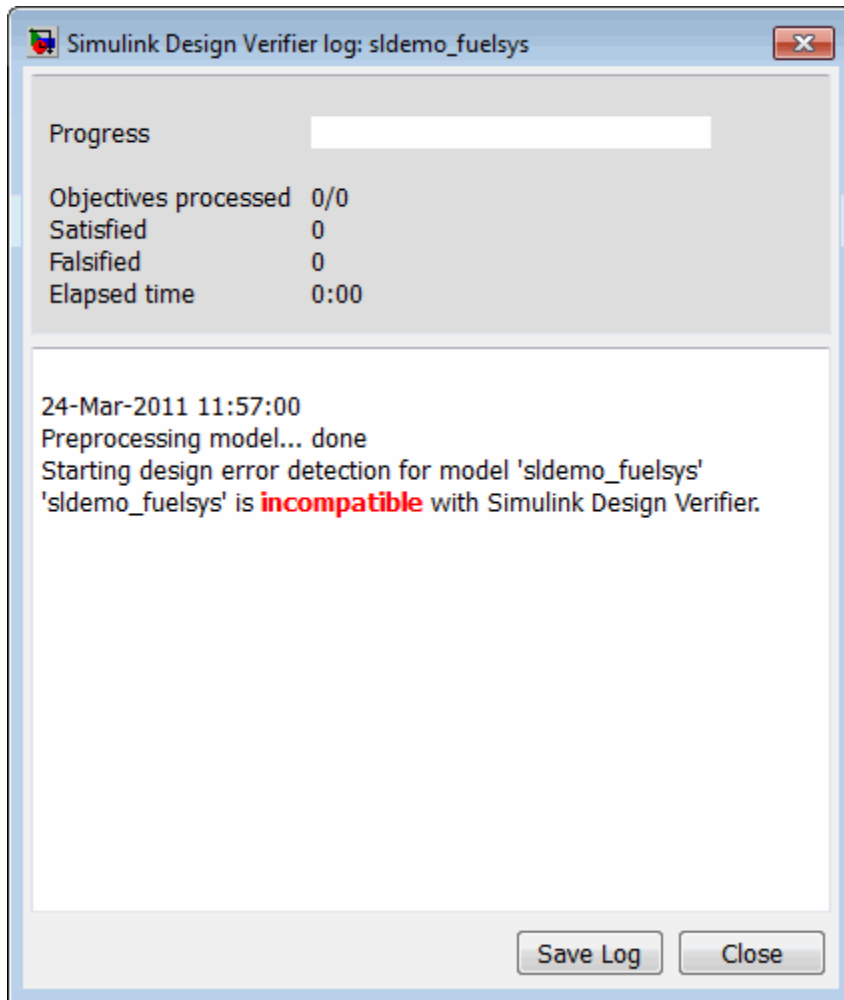 Simulink Design Verifier log: sldemo_fuelsys
Progress
Objectives processed 0/0
Satisfied 0
Falsified 0
Elapsed time 0:00
24-Mar-2011 11:57:00
Preprocessing model... done
Starting design error detection for model 'sldemo_fuelsys'
'sldemo_fuelsys' is incompatible with Simulink Design Verifier.
Save Log Close